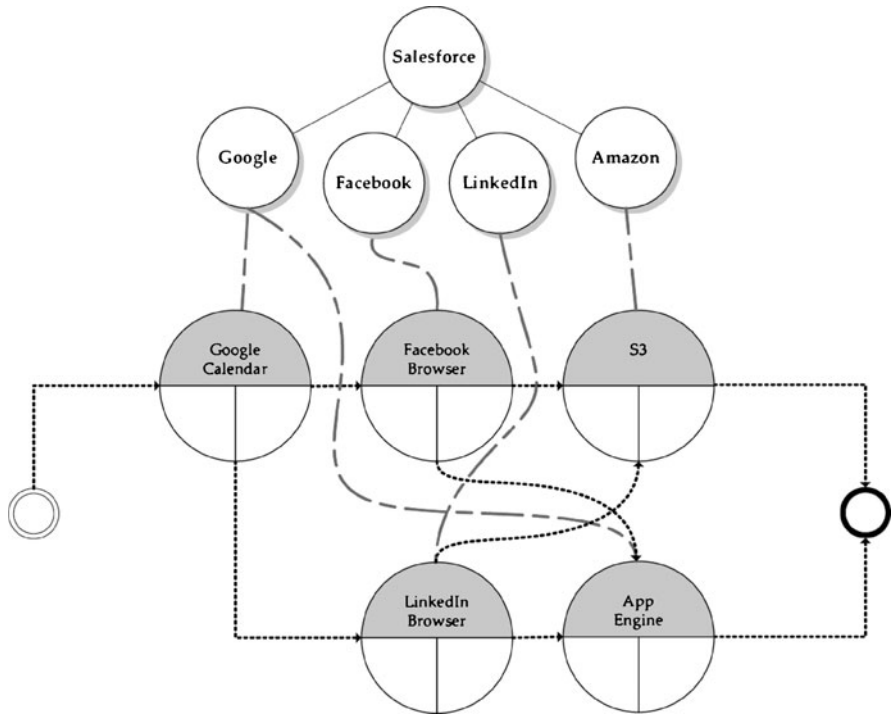 Salesforce
Google
Facebook
LinkedIn
Amazon
Google
Calendar
Facebook
Browser
S3
LinkedIn
Browser
App
Engine